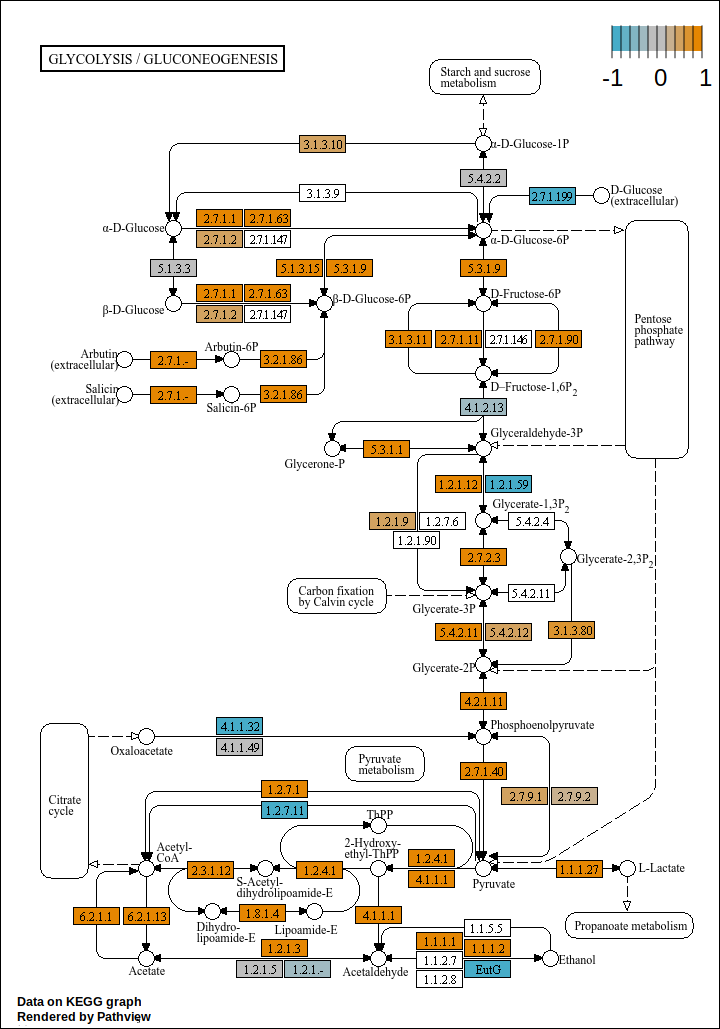 GLYCOLYSIS / GLUCONEOGENESIS
-1 0 1
Starch and sucrose
metabolism
3.1.3.10
α-D-Glucose-1P
5.4.2.2
3.1.3.9
2.7.1.199
D-Glucose
(extracellular)
α-D-Glucose
2.7.1.1 2.7.1.63
2.7.1.2 2.7.1.147
α-D-Glucose-6P
5.1.3.3
5.1.3.15 5.3.1.9
5.3.1.9
β-D-Glucose
2.7.1.1 2.7.1.63
2.7.1.2 2.7.1.147
β-D-Glucose-6P
D-Fructose-6P
Pentose
phosphate
pathway
3.1.3.11 2.7.1.11 2.7.1.146 2.7.1.90
Arbutin
(extracellular)
2.7.1.-
Arbutin-6P
3.2.1.86
Salicin
(extracellular)
2.7.1.-
Salicin-6P
3.2.1.86
D-Fructose-1,6P2
4.1.2.13
Glyceraldehyde-3P
5.3.1.1
Glycerone-P
1.2.1.12 1.2.1.59
Glycerate-1,3P2
1.2.1.9 1.2.7.6
1.2.1.90
5.4.2.4
2.7.2.3
Glycerate-2,3P2
Carbon fixation
by Calvin cycle
5.4.2.11
Glycerate-3P
5.4.2.11 5.4.2.12
3.1.3.80
Glycerate-2P
4.2.1.11
Phosphoenolpyruvate
4.1.1.32
4.1.1.49
Oxaloacetate
Pyruvate
metabolism
2.7.1.40
2.7.9.1 2.7.9.2
Citrate
cycle
1.2.7.1
1.2.7.11
ThPP
Acetyl-
CoA
2-Hydroxy-
ethyl-ThPP
2.3.1.12
S-Acetyl-
dihydrolipoamide-E
1.2.4.1
1.2.4.1
4.1.1.1
Pyruvate
1.1.1.27
L-Lactate
6.2.1.1 6.2.1.13
1.8.1.4
Dihydro-
lipoamide-E
Lipoamide-E
4.1.1.1
Propanoate metabolism
1.1.5.5
1.1.1.1 1.1.1.2
1.2.1.3
1.2.1.5 1.2.1.-
1.1.2.7 EutG
1.1.2.8
Acetate
Acetaldehyde
Ethanol
Data on KEGG graph
Rendered by Pathview